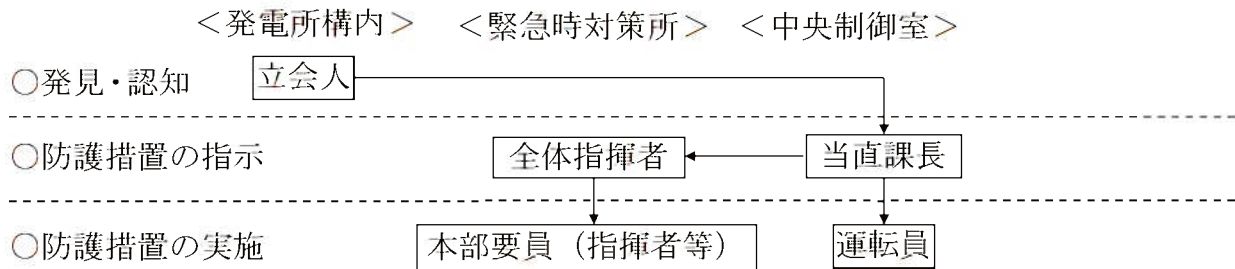 ＜発電所構内＞ ＜緊急時対策所＞ ＜中央制御室＞
○発見・認知 立会人
○防護措置の指示 全体指揮者 当直課長
○防護措置の実施 本部要員（指揮者等） 運転員